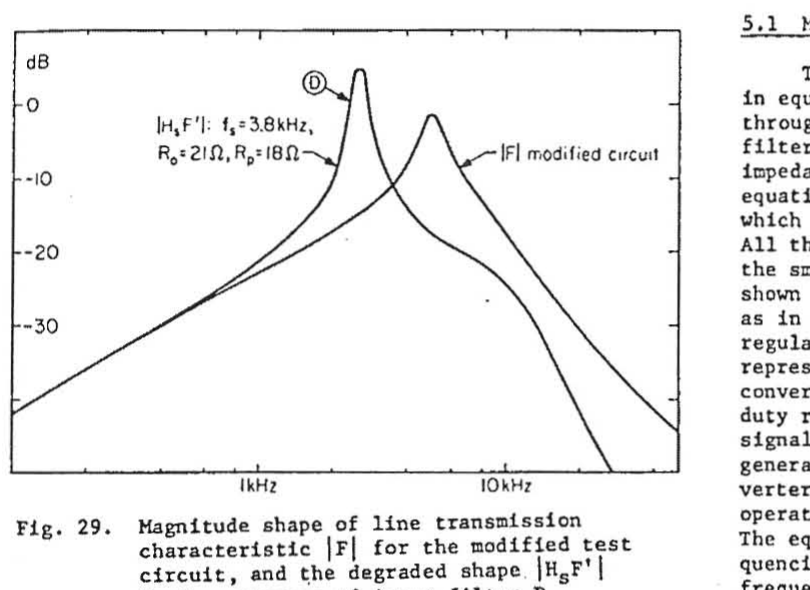 dB
0
-10
-20
-30
D
|HₛF'|: fₛ=3.8kHz,
Rₒ=21Ω, Rₚ=18Ω
|F| modified circuit
1kHz
10kHz
Fig. 29. Magnitude shape of line transmission
characteristic |F| for the modified test
circuit, and the degraded shape |HₛF'|
filter
5.1 M
T
in equ
throug
filter
impeda
equati
which
All th
the sm
shown
as in
regula
repres
conver
duty r
signal
genera
verter
operat
The eq
quenci
freque